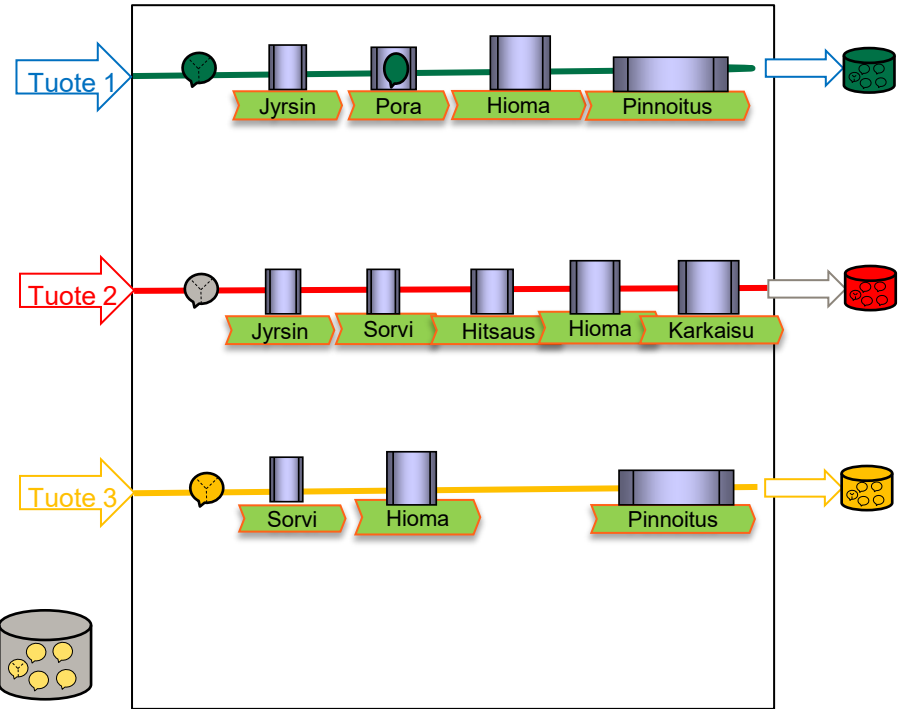 Tuote 1
Jyrsin
Pora
Hioma
Pinnoitus
Tuote 2
Jyrsin
Sorvi
Hitsaus
Hioma
Karkaisu
Tuote 3
Sorvi
Hioma
Pinnoitus